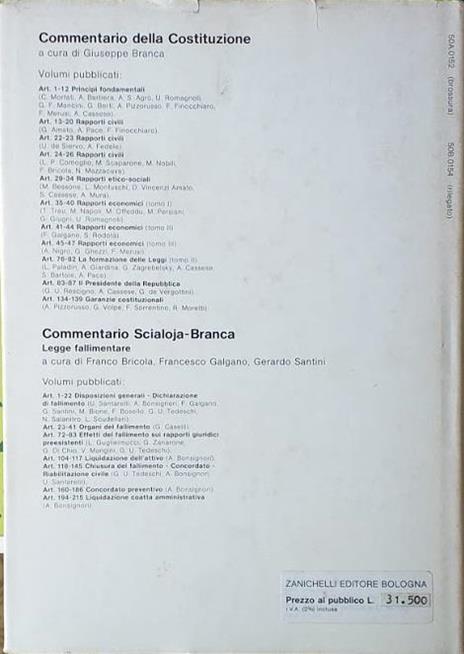 Commentario della Costituzione
a cura di Giuseppe Branca
Volumi pubblicati:
Art. 1-12 Principi fondamentali
(C. Mortati, A. Barbera, A. S. Agrò, U. Romagnoli,
G. F. Mancini, G. Berti, A. Pizzorusso, F. Finocchiaro,
F. Merusi, A. Cassese)
Art. 13-20 Rapporti civili
(G. Amato, A. Pace, F. Finocchiaro)
Art. 22-23 Rapporti civili
(U. de Siervo, A. Fedele)
Art. 24-26 Rapporti civili
(L. P. Comoglio, M. Scaparone, M. Nobili,
F. Bricola, N. Mazzacuva)
Art. 29-34 Rapporti etico-sociali
(M. Bessone, L. Montuschi, D. Vincenzi Amato,
S. Cassese, A. Mura)
Art. 35-40 Rapporti economici (tomo I)
(T. Treu, M. Napoli, M. Offeddu, M. Persiani,
G. Giugni, U. Romagnoli)
Art. 41-44 Rapporti economici (tomo II)
(F. Galgano, S. Rodotà)
Art. 45-47 Rapporti economici (tomo III)
(A. Nigro, G. Ghezzi, F. Merusi)
Art. 76-82 La formazione delle Leggi (tomo II)
(L. Paladin, A. Giardina, G. Zagrebelsky, A. Cassese,
S. Bartole, A. Pace)
Art. 83-87 Il Presidente della Repubblica
(G. U. Rescigno, A. Cassese, G. de Vergottini)
Art. 134-139 Garanzie costituzionali
(A. Pizzorusso, G. Volpe, F. Sorrentino, R. Moretti)
Commentario Scialoja-Branca
Legge fallimentare
a cura di Franco Bricola, Francesco Galgano, Gerardo Santini
Volumi pubblicati:
Art. 1-22 Disposizioni generali - Dichiarazione
di fallimento (U. Santarelli, A. Bonsignori, F. Galgano,
G. Santini, M. Bione, F. Bosello, G. U. Tedeschi,
N. Salanitro, L. Scudellari)
Art. 23-41 Organi del fallimento (G. Caselli)
Art. 72-83 Effetti del fallimento sui rapporti giuridici
preesistenti (L. Guglielmucci, G. Zanarone,
G. Di Chio, V. Mangini, G. U. Tedeschi)
Art. 104-117 Liquidazione dell'attivo (A. Bonsignori)
Art. 118-145 Chiusura del fallimento - Concordato -
Riabilitazione civile (G. U. Tedeschi, A. Bonsignori,
U. Santarelli)
Art. 160-186 Concordato preventivo (A. Bonsignori)
Art. 194-215 Liquidazione coatta amministrativa
(A. Bonsignori)
50A.0152 (brossura) 50B.0154 (rilegato)
ZANICHELLI EDITORE BOLOGNA
Prezzo al pubblico L. 31.500
I.V.A. (2%) inclusa